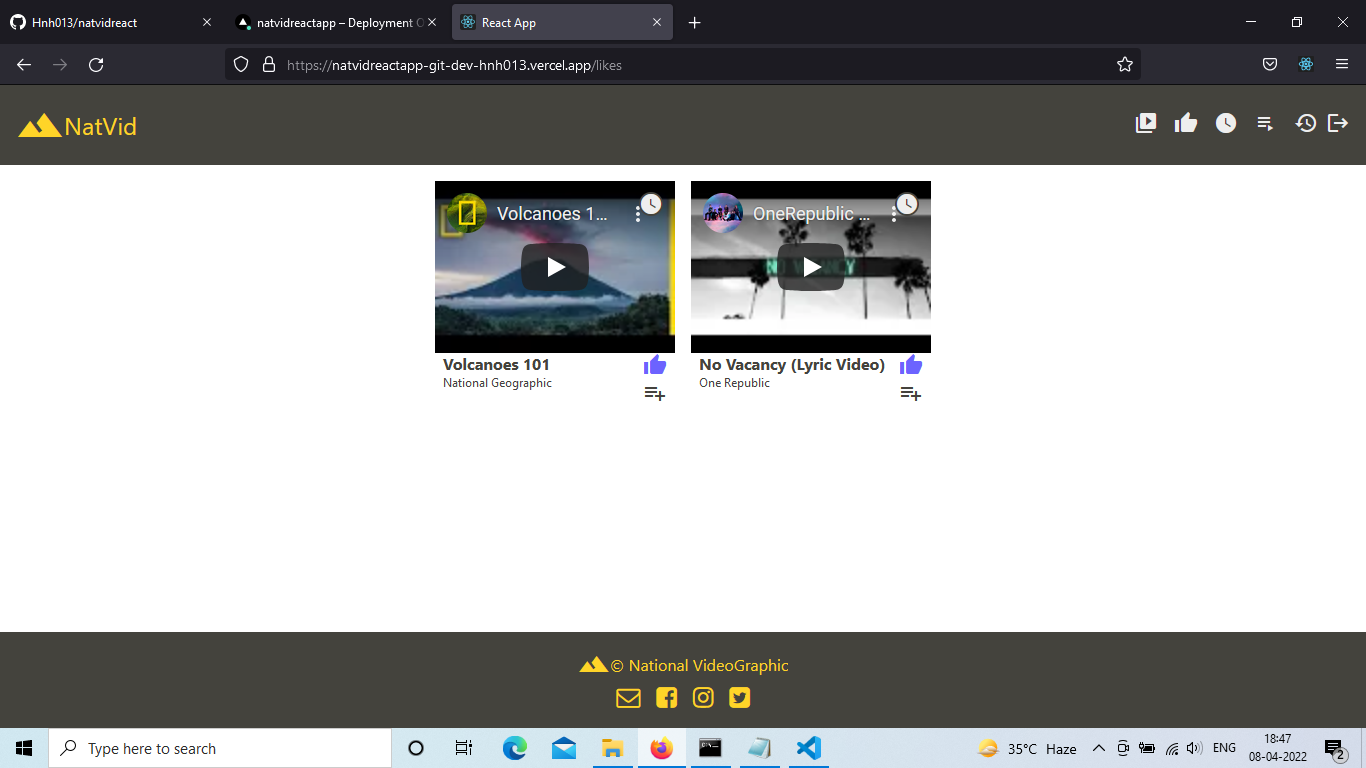 Hnh013/natvidreact
natvidreactapp – Deployment O
React App
https://natvidreactapp-git-dev-hnh013.vercel.app/likes
NatVid
Volcanoes 1...
OneRepublic ...
NO VACANCY
Volcanoes 101
National Geographic
No Vacancy (Lyric Video)
One Republic
© National VideoGraphic
Type here to search
35°C Haze
ENG
18:47
08-04-2022
2